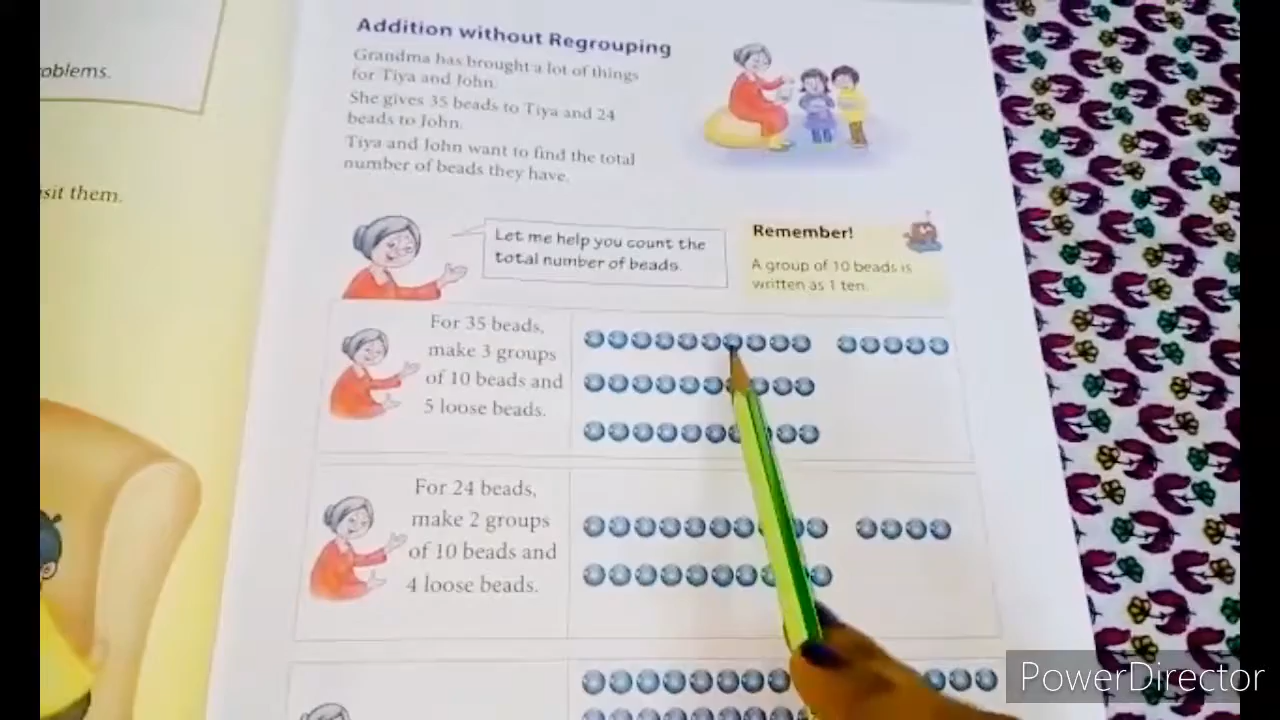 oblems.
sit them.
Addition without Regrouping
Grandma has brought a lot of things
for Tiya and John.
She gives 35 beads to Tiya and 24
beads to John.
Tiya and John want to find the total
number of beads they have.
Let me help you count the
total number of beads.
Remember!
A group of 10 beads is
written as 1 ten.
For 35 beads,
make 3 groups
of 10 beads and
5 loose beads.
For 24 beads,
make 2 groups
of 10 beads and
4 loose beads.
PowerDirector